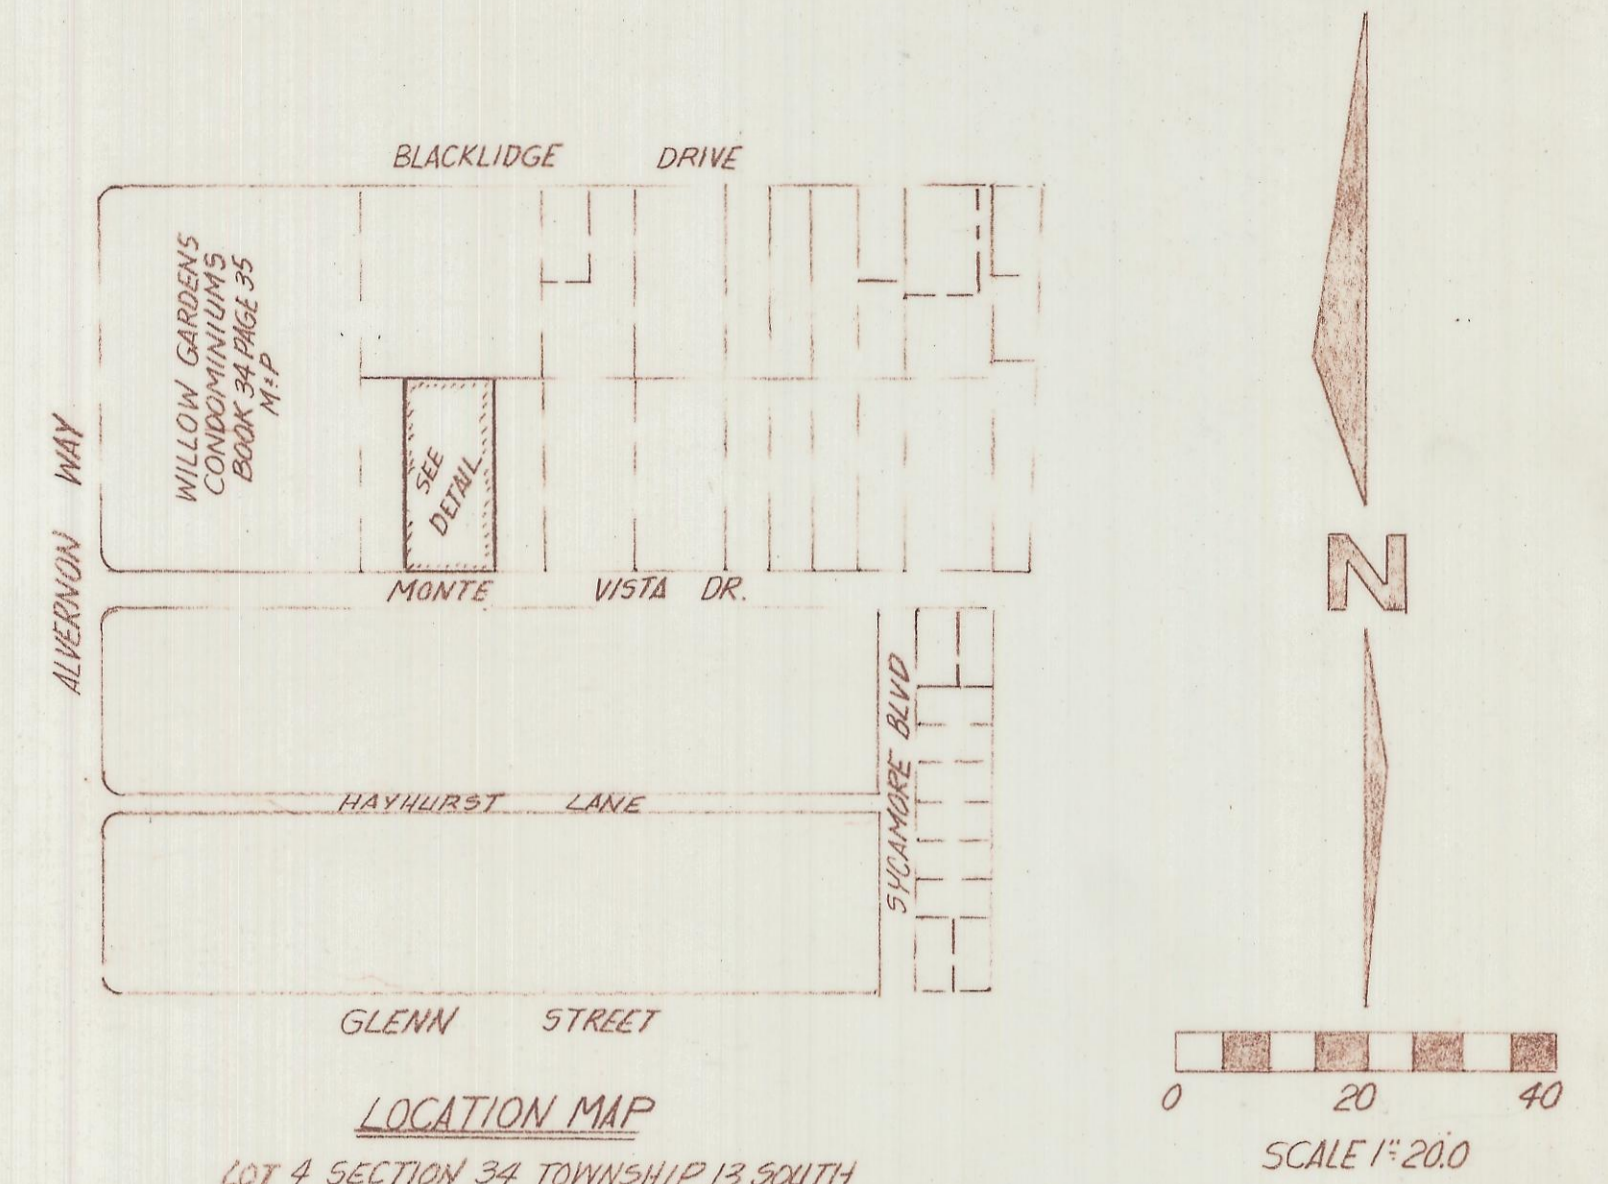 BLACKLIDGE DRIVE
WILLOW GARDENS
CONDOMINIUMS
BOOK 34 PAGE 35
M & P
ALVERNON WAY
SEE
DETAIL
MONTE VISTA DR.
HAYHURST LANE
SYCAMORE BLVD
GLENN STREET
LOCATION MAP
LOT 4 SECTION 34 TOWNSHIP 13 SOUTH
N
0 20 40
SCALE 1"=20.0